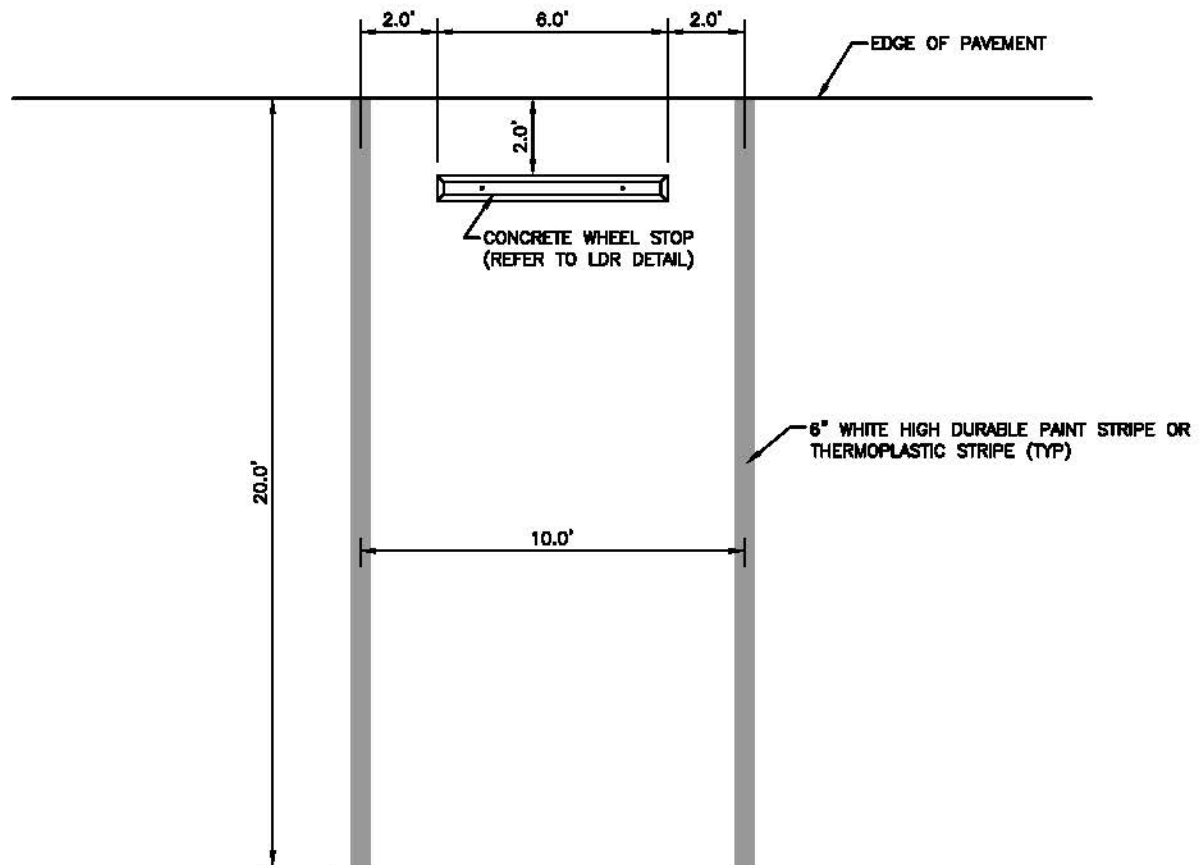 2.0' 6.0' 2.0'
EDGE OF PAVEMENT
2.0'
CONCRETE WHEEL STOP
(REFER TO LDR DETAIL)
6" WHITE HIGH DURABLE PAINT STRIPE OR
THERMOPLASTIC STRIPE (TYP)
20.0'
10.0'